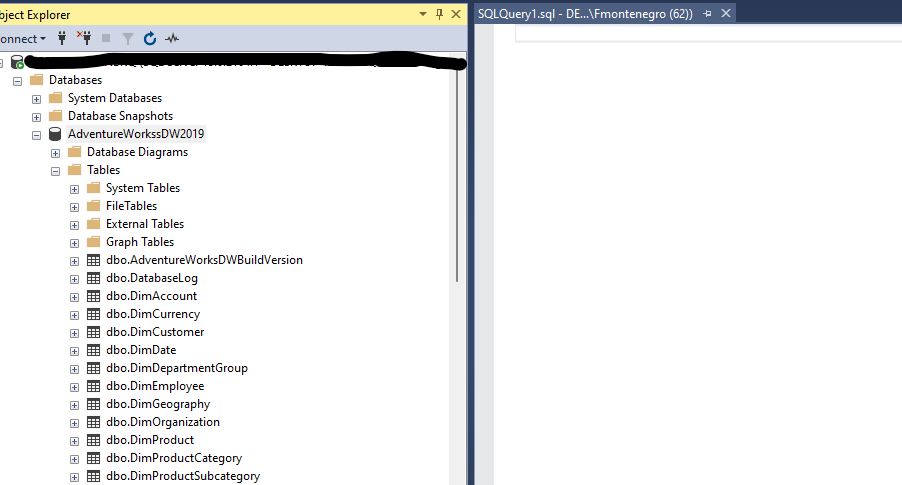 bject Explorer
onnect
Databases
System Databases
Database Snapshots
AdventureWorkssDW2019
Database Diagrams
Tables
System Tables
FileTables
External Tables
Graph Tables
dbo.AdventureWorksDWBuildVersion
dbo.DatabaseLog
dbo.DimAccount
dbo.DimCurrency
dbo.DimCustomer
dbo.DimDate
dbo.DimDepartmentGroup
dbo.DimEmployee
dbo.DimGeography
dbo.DimOrganization
dbo.DimProduct
dbo.DimProductCategory
dbo.DimProductSubcategory
SQLQuery1.sql - DE...\Fmontenegro (62))